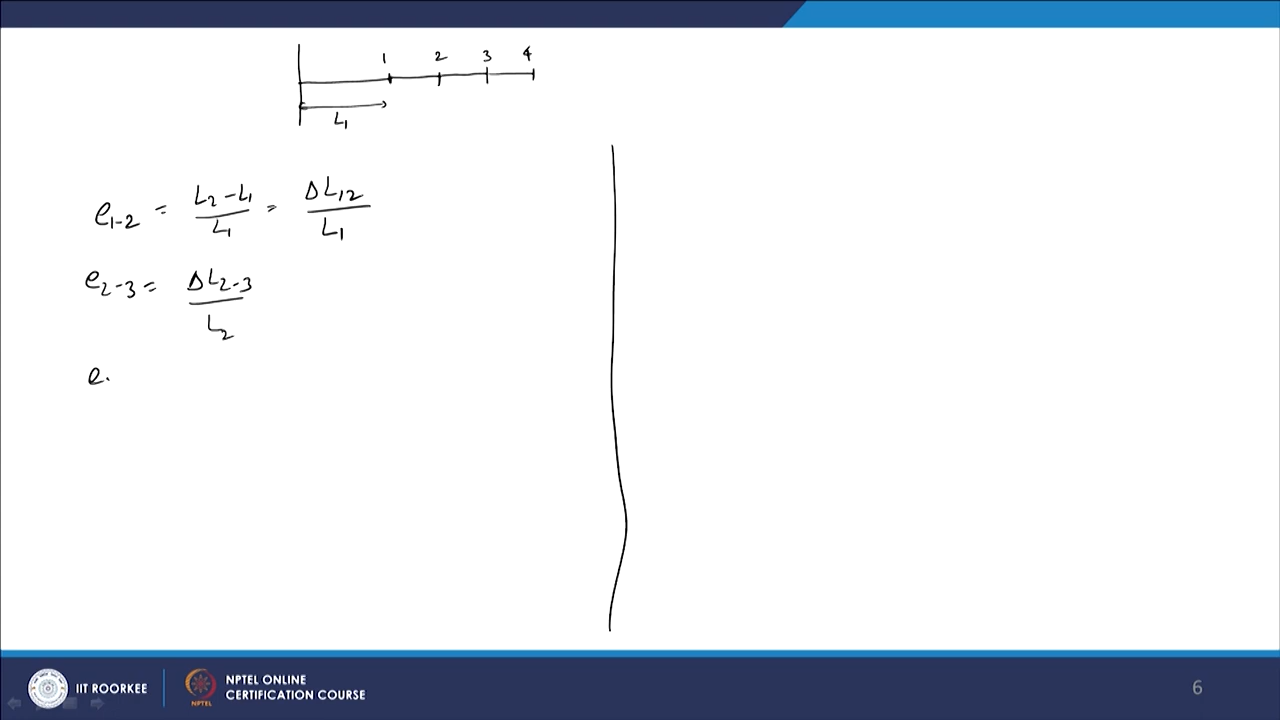 1 2 3 4
L₁
e₁₋₂ = (L₂ - L₁)/L₁ = ΔL₁₂/L₁
e₂₋₃ = ΔL₂₋₃/L₂
e.
IIT ROORKEE
NPTEL
NPTEL ONLINE
CERTIFICATION COURSE
6